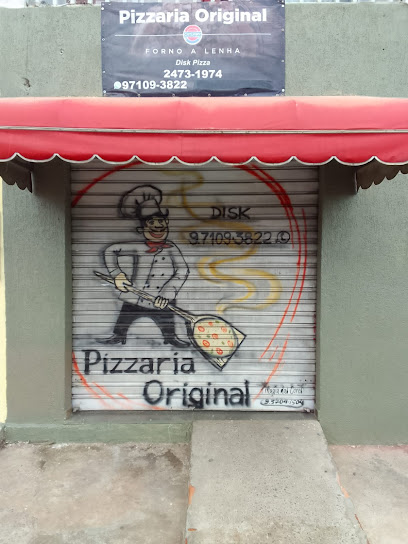 Pizzaria Original
FORNO A LENHA
Disk Pizza
2473-1974
97109-3822
DISK
97109-3822
Pizzaria
Original